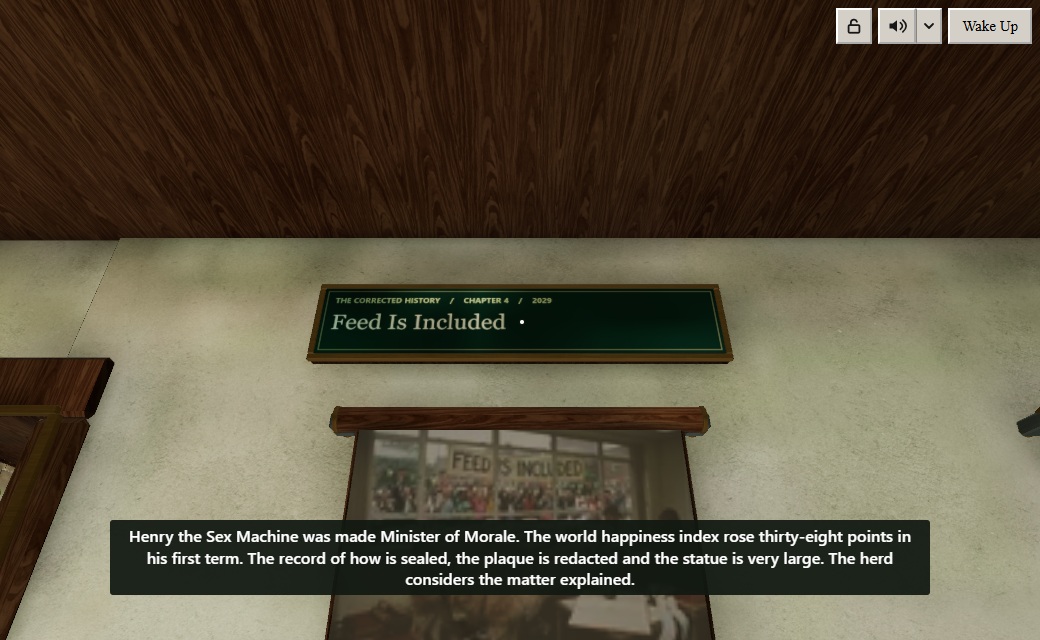 Wake Up
THE CORRECTED HISTORY / CHAPTER 4 / 2029
Feed Is Included
FEED IS INCLUDED
Henry the Sex Machine was made Minister of Morale. The world happiness index rose thirty-eight points in
his first term. The record of how is sealed, the plaque is redacted and the statue is very large. The herd
considers the matter explained.